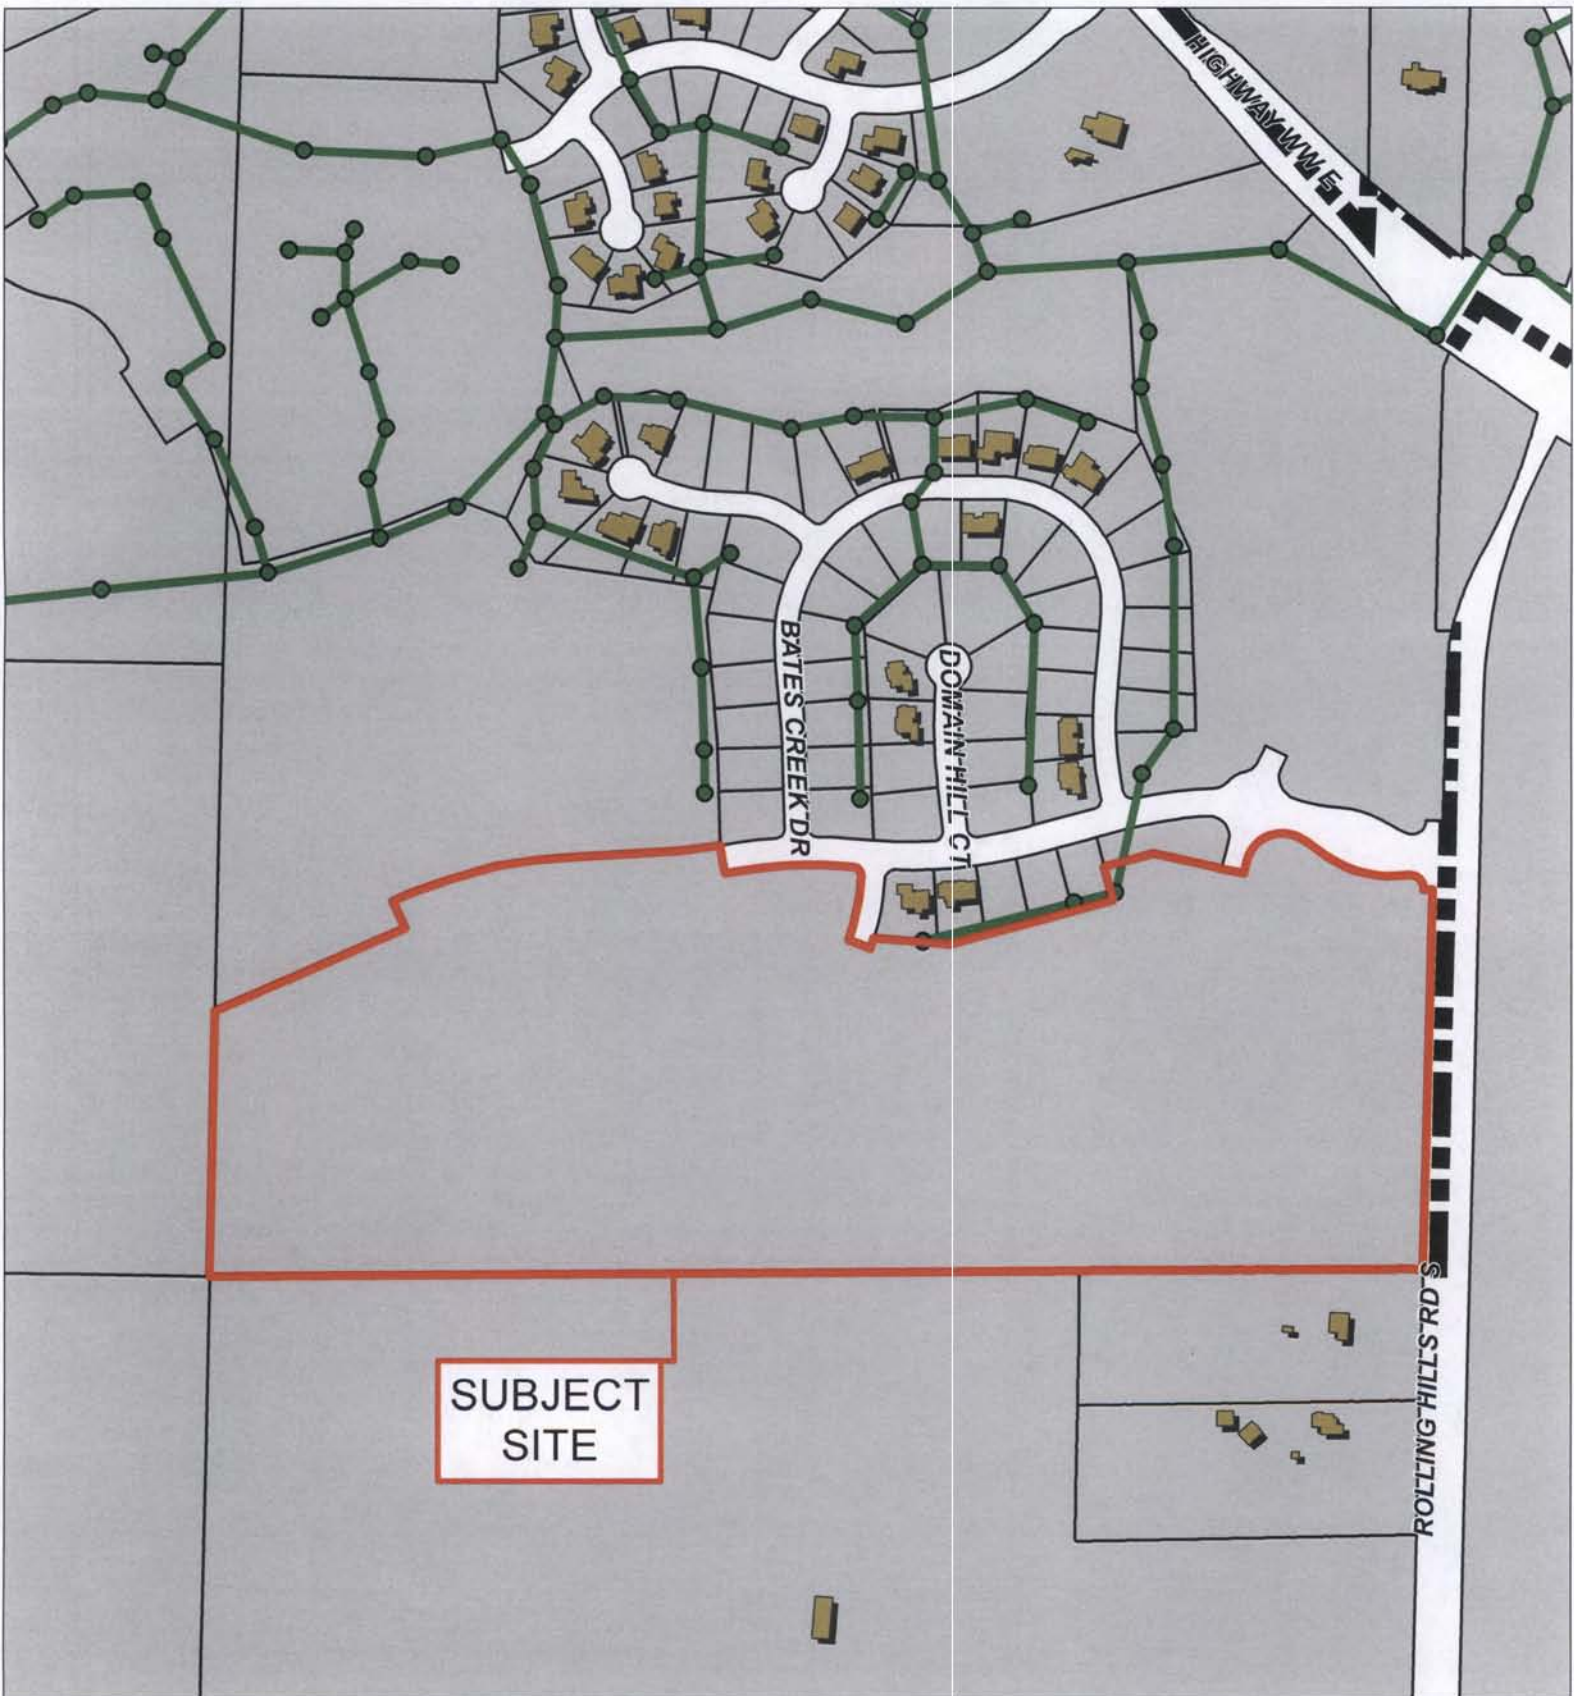 HIGHWAY WW E
BATES CREEK DR
DOMAIN HILL CT
SUBJECT
SITE
ROLLING HILLS RD S